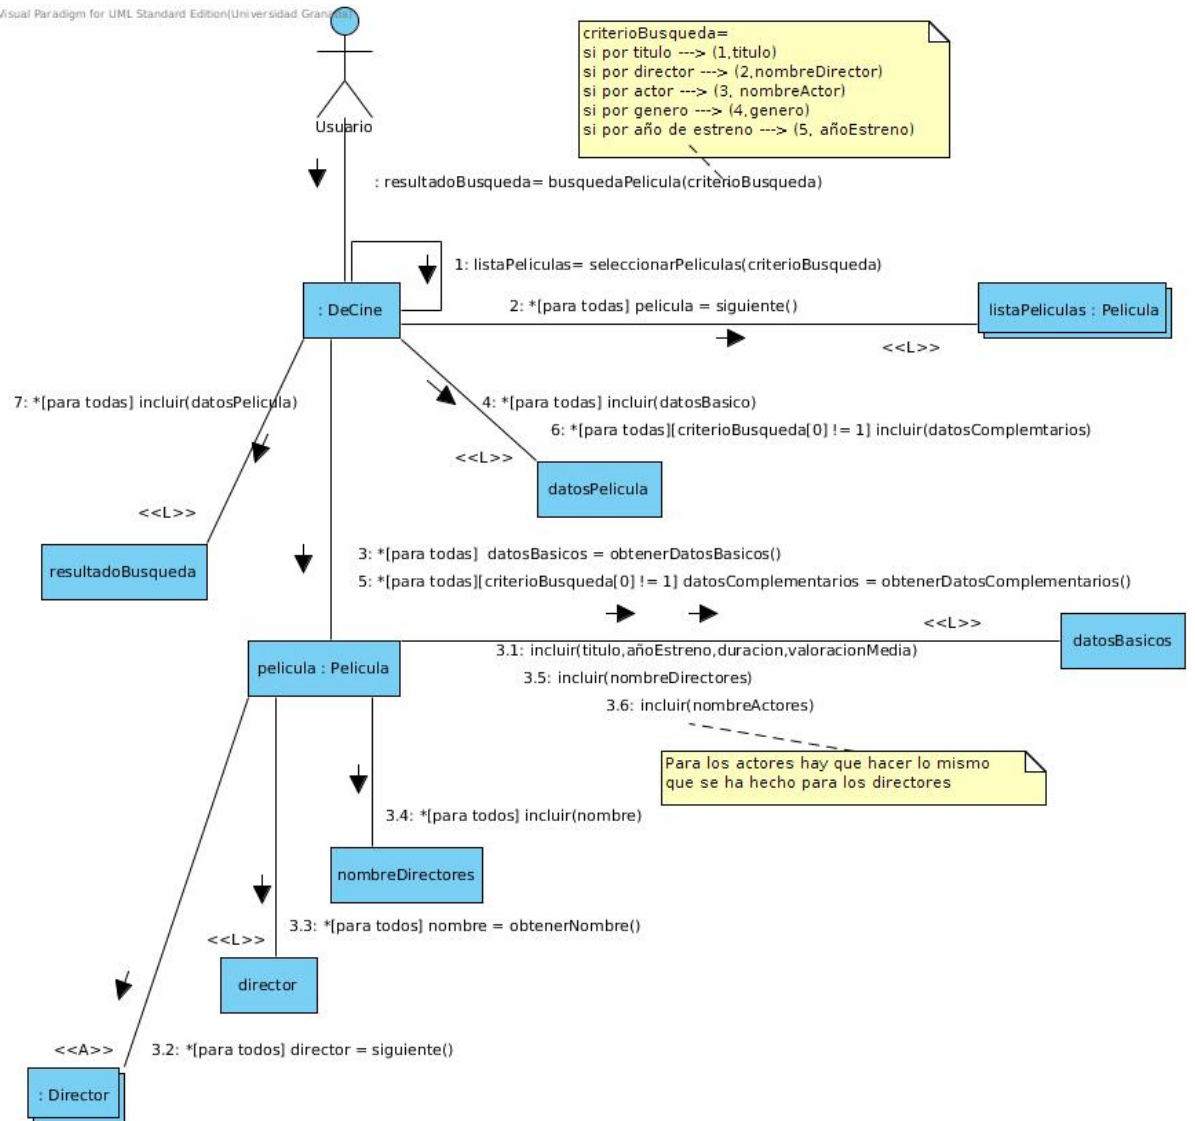 Visual Paradigm for UML Standard Edition(Universidad Granada)
criterioBusqueda=
si por titulo ---> (1,titulo)
si por director ---> (2,nombreDirector)
si por actor ---> (3, nombreActor)
si por genero ---> (4,genero)
si por año de estreno ---> (5, añoEstreno)
Usuario
: resultadoBusqueda= busquedaPelicula(criterioBusqueda)
1: listaPeliculas= seleccionarPeliculas(criterioBusqueda)
2: *[para todas] pelicula = siguiente()
: DeCine
listaPeliculas : Pelicula
<<L>>
7: *[para todas] incluir(datosPelicula)
4: *[para todas] incluir(datosBasico)
6: *[para todas][criterioBusqueda[0] != 1] incluir(datosComplemtarios)
<<L>>
datosPelicula
<<L>>
resultadoBusqueda
3: *[para todas]  datosBasicos = obtenerDatosBasicos()
5: *[para todas][criterioBusqueda[0] != 1] datosComplementarios = obtenerDatosComplementarios()
<<L>>
datosBasicos
pelicula : Pelicula
3.1: incluir(titulo,añoEstreno,duracion,valoracionMedia)
3.5: incluir(nombreDirectores)
3.6: incluir(nombreActores)
Para los actores hay que hacer lo mismo
que se ha hecho para los directores
3.4: *[para todos] incluir(nombre)
nombreDirectores
3.3: *[para todos] nombre = obtenerNombre()
<<L>>
director
<<A>>
3.2: *[para todos] director = siguiente()
: Director